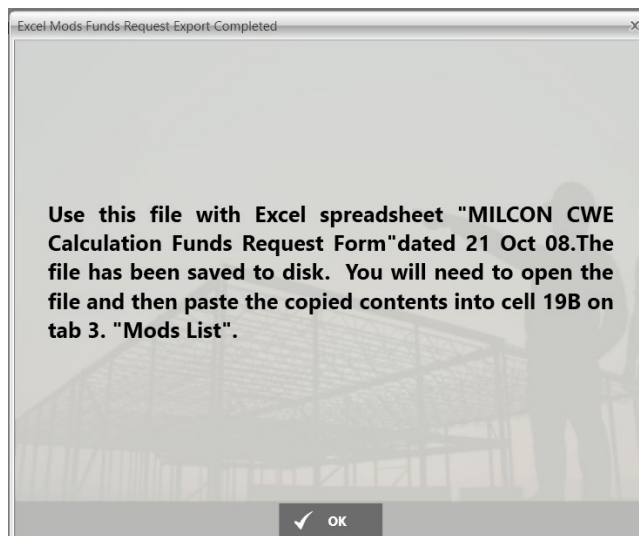 Excel Mods Funds Request Export Completed
Use this file with Excel spreadsheet "MILCON CWE
Calculation Funds Request Form"dated 21 Oct 08.The
file has been saved to disk. You will need to open the
file and then paste the copied contents into cell 19B on
tab 3. "Mods List".
OK